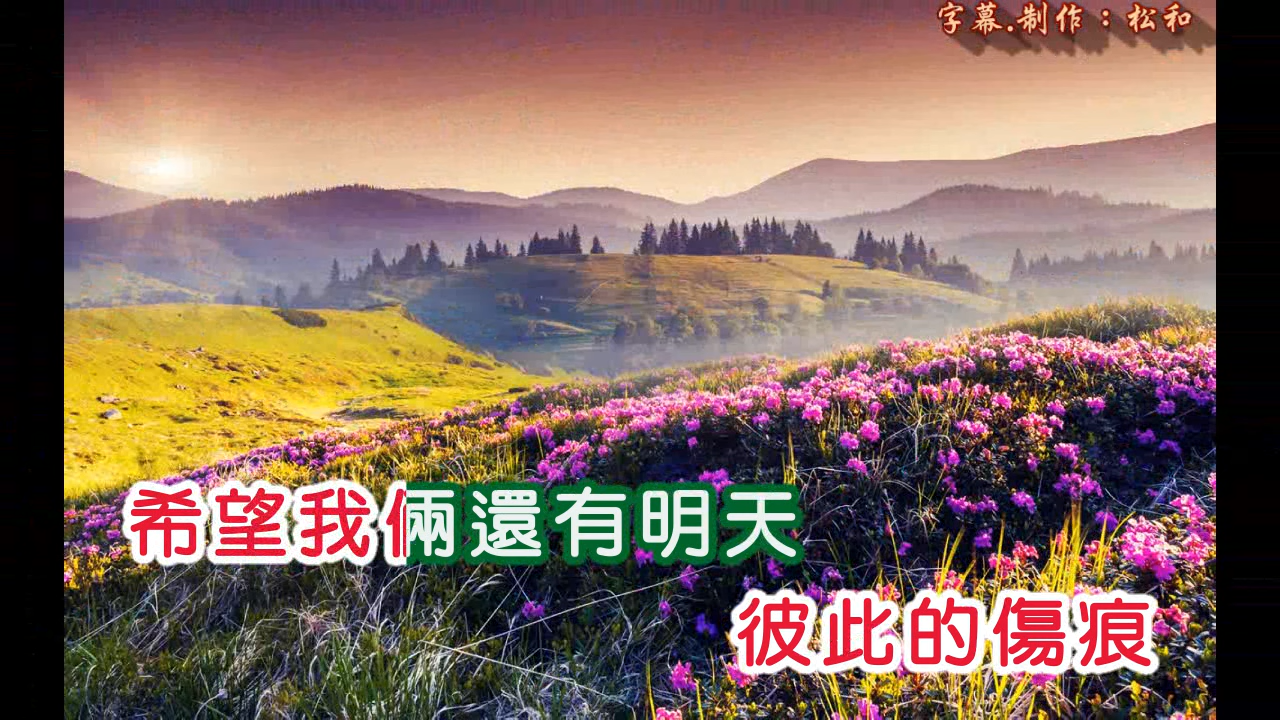 字幕.制作：松和
希望我倆還有明天
彼此的傷痕